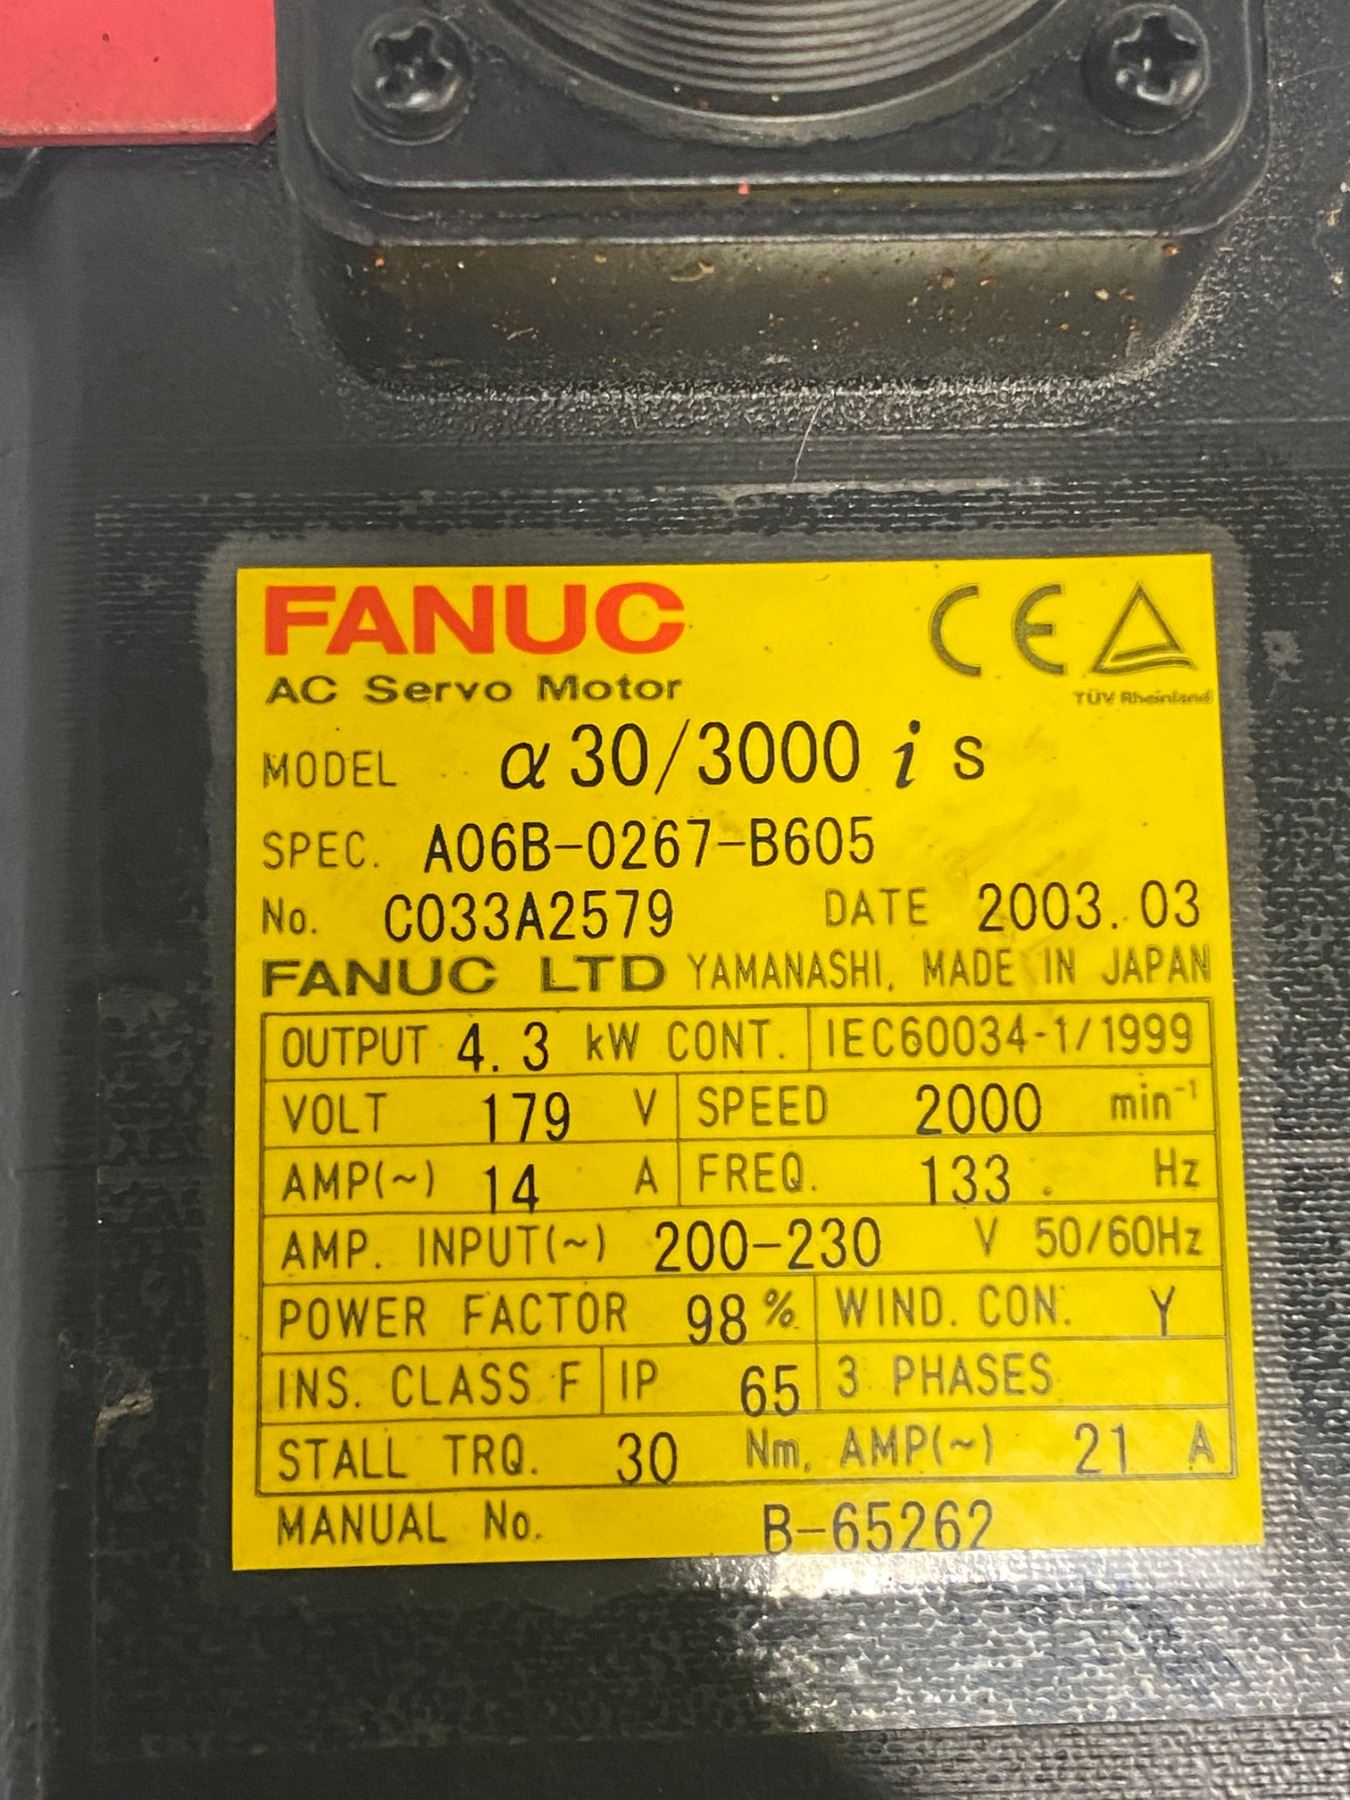 FANUC CE
TÜV Rheinland
AC Servo Motor
MODEL α30/3000 i s
SPEC. A06B-0267-B605
No. C033A2579 DATE 2003.03
FANUC LTD YAMANASHI, MADE IN JAPAN
OUTPUT 4.3 kW CONT. IEC60034-1/1999
VOLT 179 V SPEED 2000 min⁻¹
AMP(~) 14 A FREQ. 133 Hz
AMP. INPUT(~) 200-230 V 50/60Hz
POWER FACTOR 98% WIND. CON. Y
INS. CLASS F IP 65 3 PHASES
STALL TRQ. 30 Nm, AMP(~) 21 A
MANUAL No. B-65262